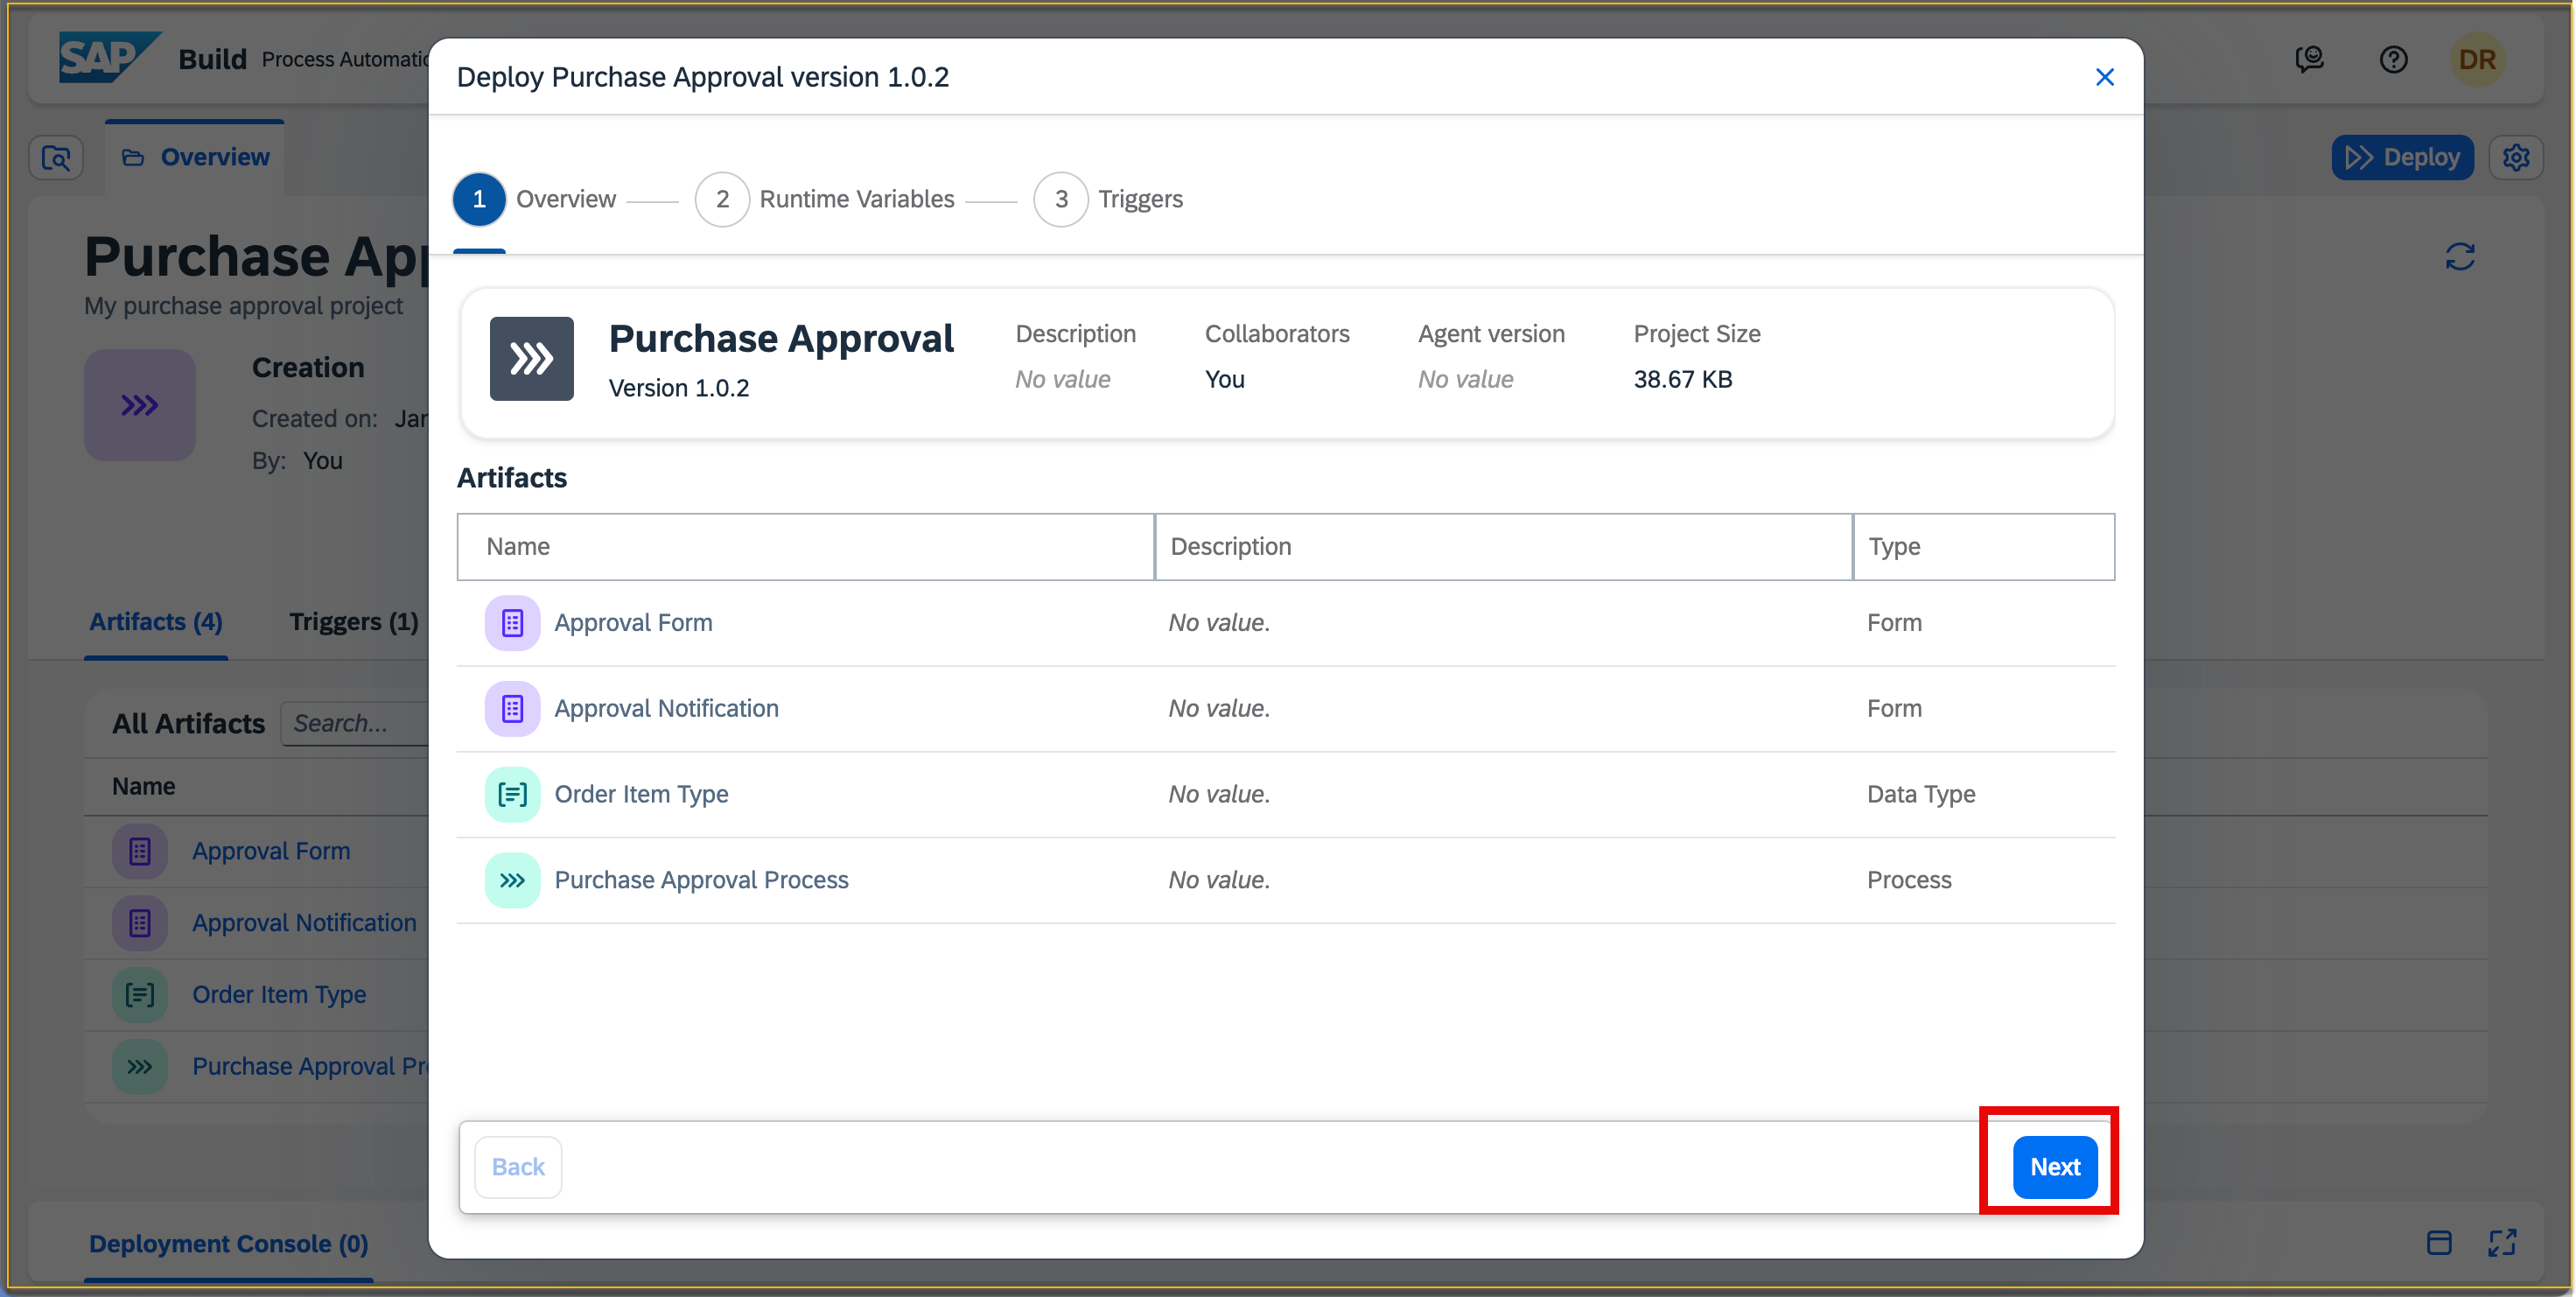 SAP Build Process Automatio
DR
Overview
Deploy
Purchase App
My purchase approval project
Creation
Created on: Jan
By: You
Artifacts (4) Triggers (1)
All Artifacts Search...
Name
Approval Form
Approval Notification
Order Item Type
Purchase Approval Pr
Deployment Console (0)
Deploy Purchase Approval version 1.0.2
1 Overview 2 Runtime Variables 3 Triggers
Purchase Approval
Version 1.0.2
Description Collaborators Agent version Project Size
No value You No value 38.67 KB
Artifacts
Name Description Type
Approval Form No value. Form
Approval Notification No value. Form
Order Item Type No value. Data Type
Purchase Approval Process No value. Process
Back Next